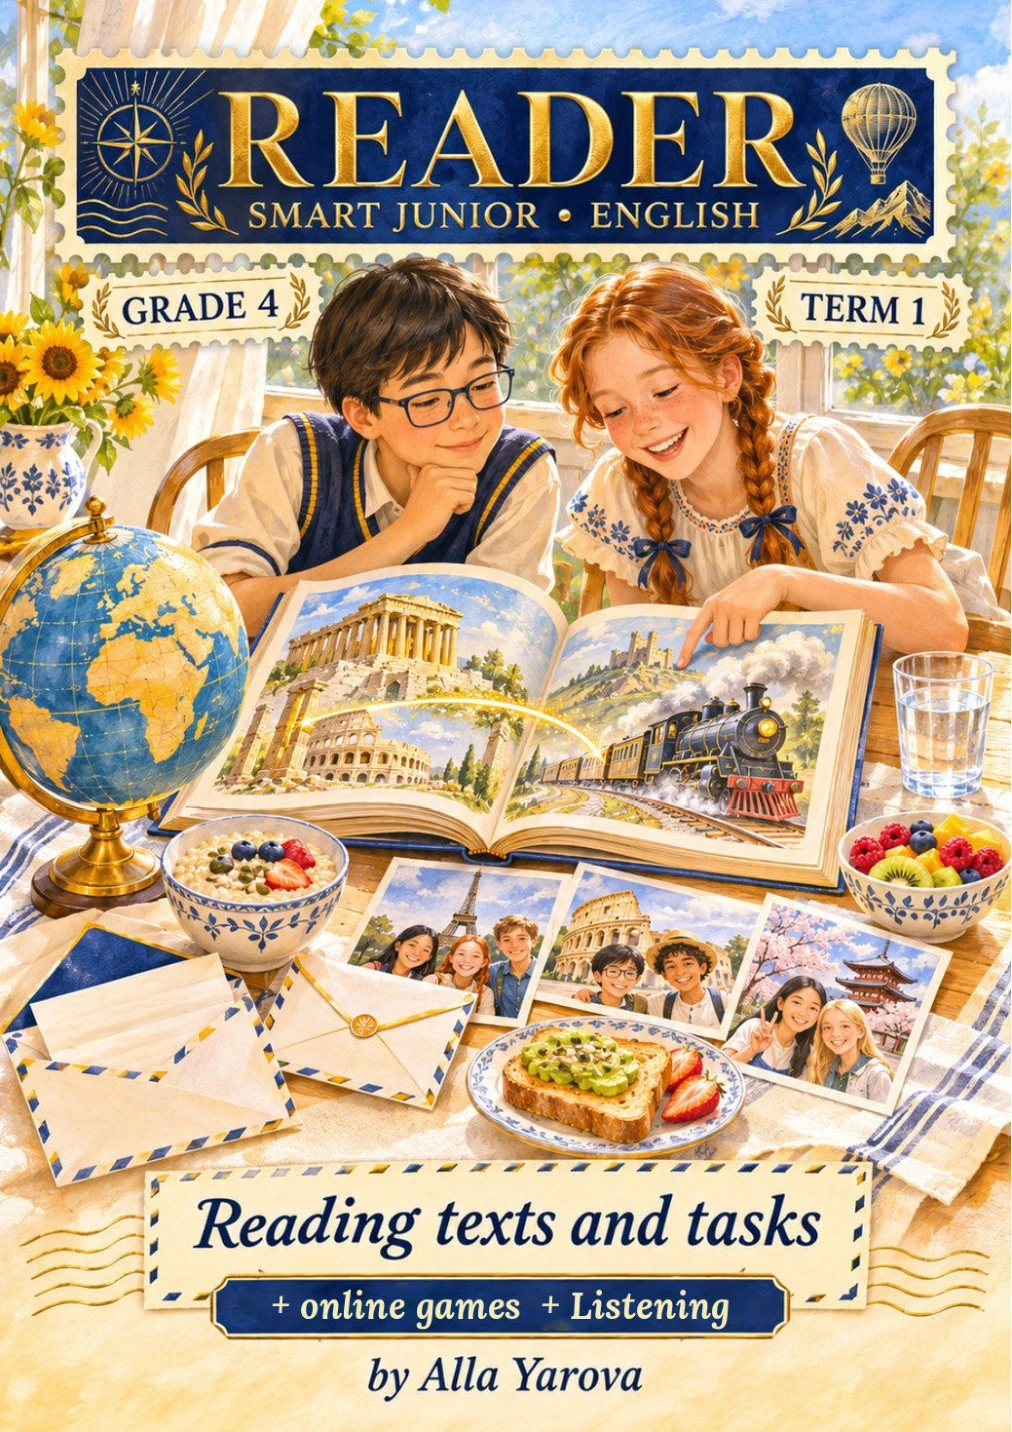 READER
SMART JUNIOR • ENGLISH
GRADE 4
TERM 1
Reading texts and tasks
+ online games + Listening
by Alla Yarova